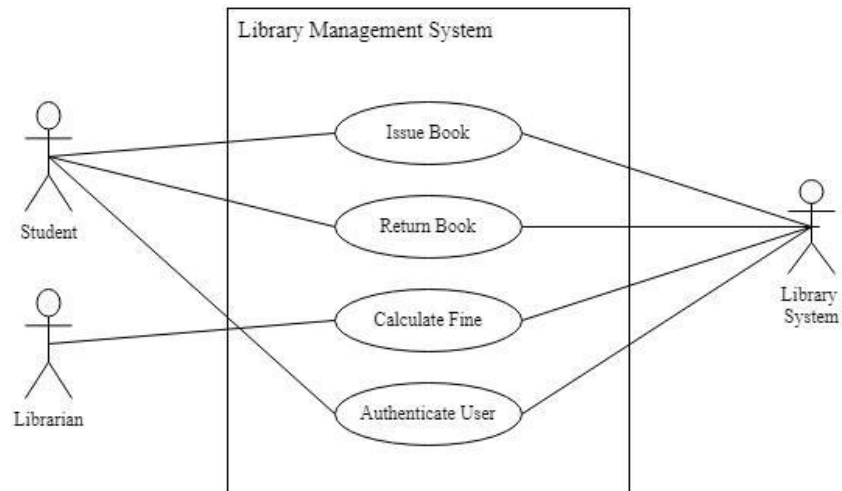 Library Management System
Issue Book
Student
Return Book
Library
System
Calculate Fine
Librarian
Authenticate User